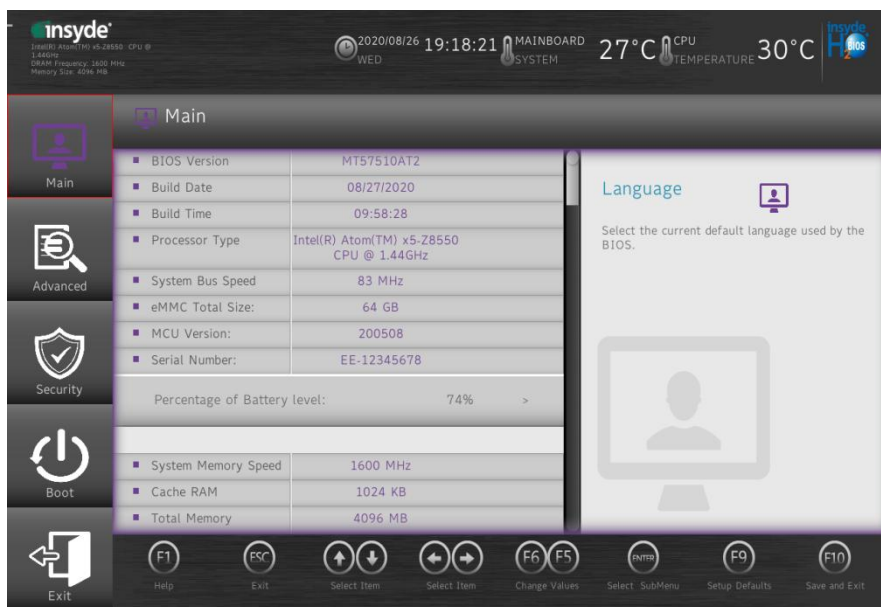 insyde
Intel(R) Atom(TM) x5-Z8550 CPU @
1.44GHz
DRAM Frequency: 1600 MHz
Memory Size: 4096 MB
2020/08/26 19:18:21
WED
MAINBOARD
SYSTEM
27°C
CPU
TEMPERATURE
30°C
insyde
H2O
Bios
Main
Main
Advanced
Security
Boot
Exit
BIOS Version MT57510AT2
Build Date 08/27/2020
Build Time 09:58:28
Processor Type Intel(R) Atom(TM) x5-Z8550
CPU @ 1.44GHz
System Bus Speed 83 MHz
eMMC Total Size: 64 GB
MCU Version: 200508
Serial Number: EE-12345678
Percentage of Battery level: 74% >
System Memory Speed 1600 MHz
Cache RAM 1024 KB
Total Memory 4096 MB
Language
Select the current default language used by the
BIOS.
F1 ESC F6 F5 ENTER F9 F10
Help Exit Select Item Select Item Change Values Select SubMenu Setup Defaults Save and Exit